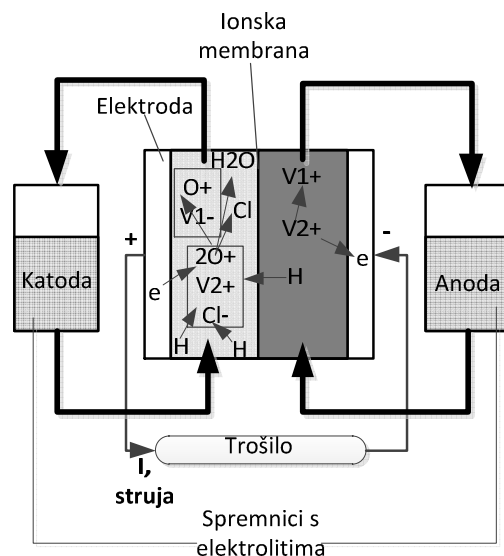 Ionska
membrana
Elektroda
H2O
O+
V1-
Cl
V1+
V2+
+
-
2O+
V2+
Cl-
e
H
e
H
H
Katoda
Anoda
Trošilo
I,
struja
Spremnici s
elektrolitima